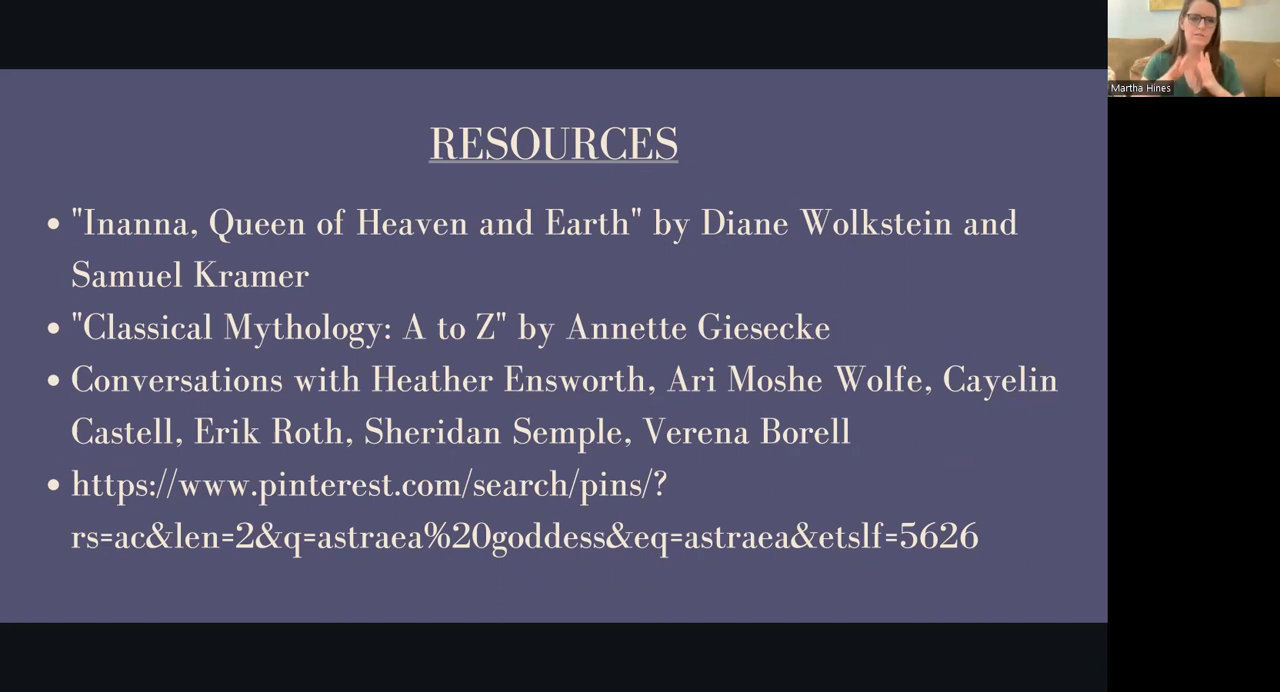 RESOURCES
• "Inanna, Queen of Heaven and Earth" by Diane Wolkstein and
Samuel Kramer
• "Classical Mythology: A to Z" by Annette Giesecke
• Conversations with Heather Ensworth, Ari Moshe Wolfe, Cayelin
Castell, Erik Roth, Sheridan Semple, Verena Borell
• https://www.pinterest.com/search/pins/?
rs=ac&len=2&q=astraea%20goddess&eq=astraea&etslf=5626
Martha Hines